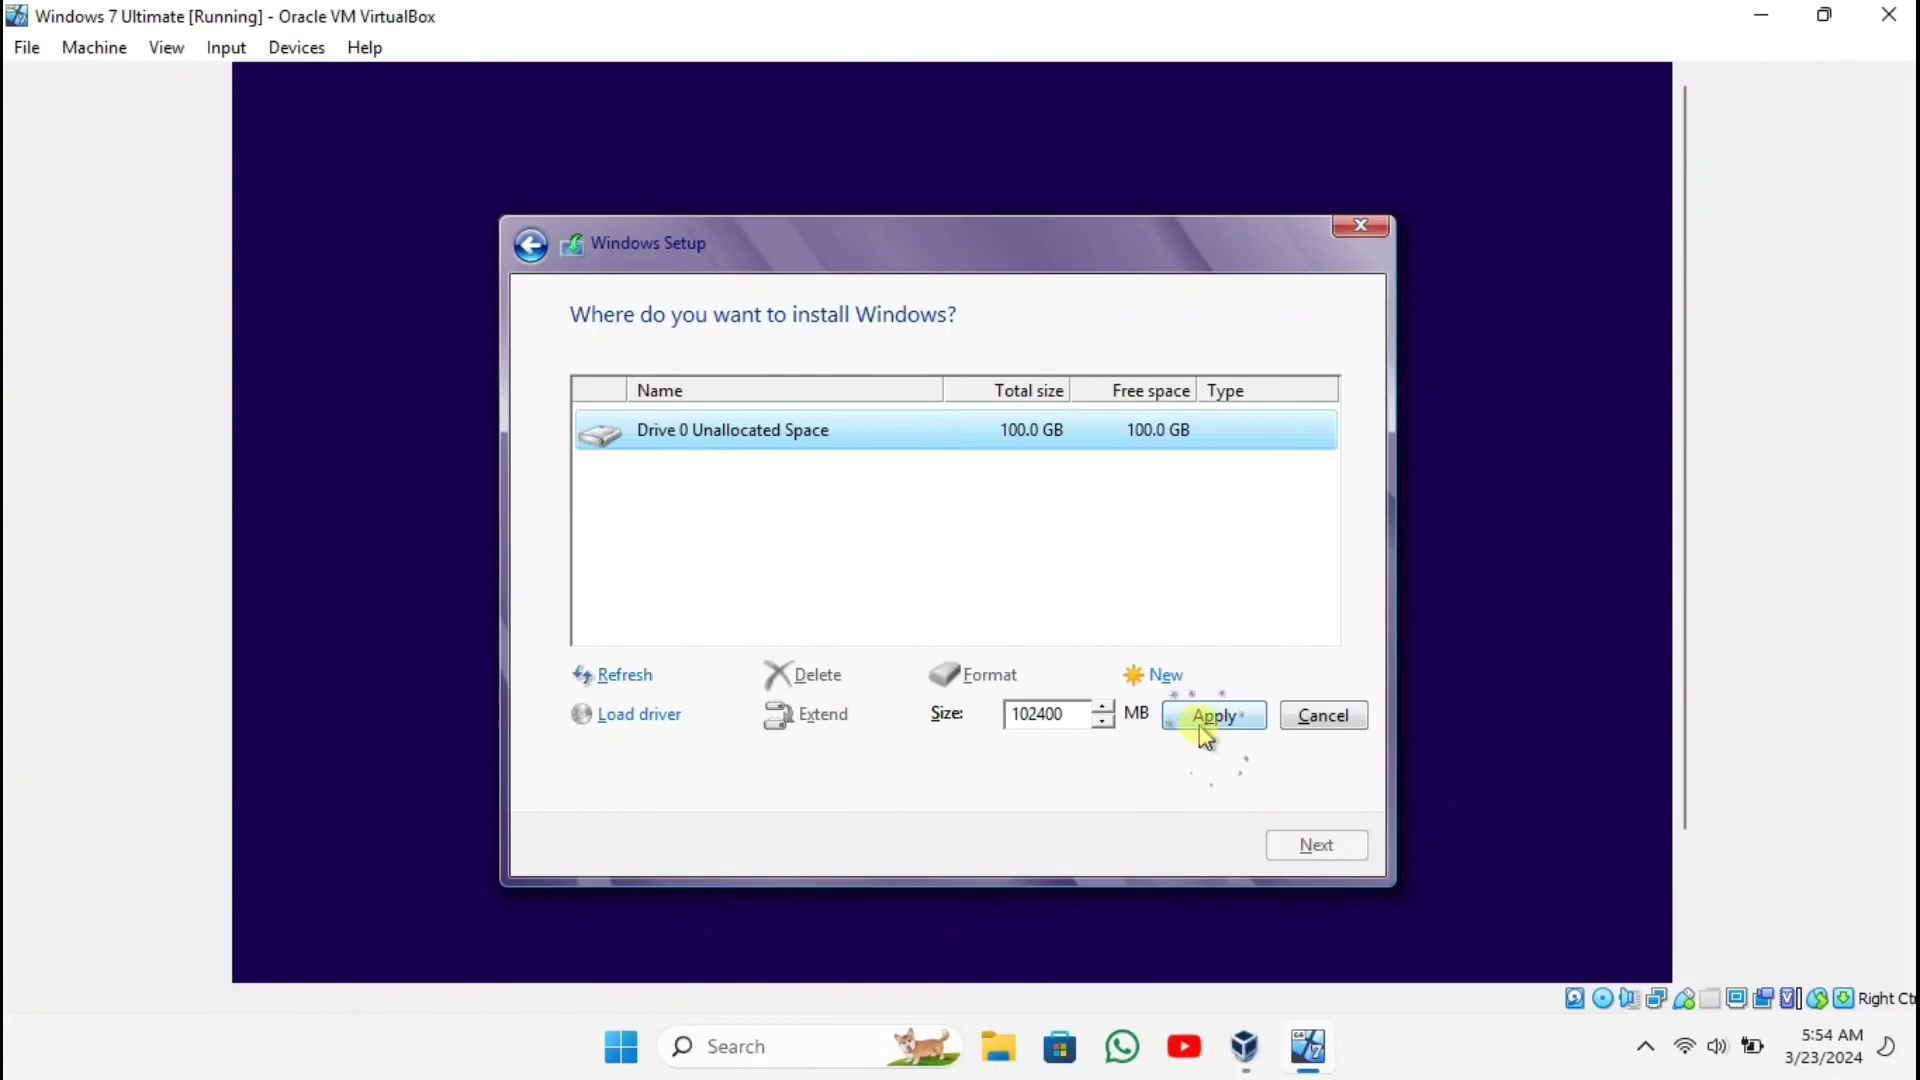 Windows 7 Ultimate [Running] - Oracle VM VirtualBox
File Machine View Input Devices Help
Windows Setup
Where do you want to install Windows?
Name Total size Free space Type
Drive 0 Unallocated Space 100.0 GB 100.0 GB
Refresh Delete Format New
Load driver Extend Size: 102400 MB Apply Cancel
Next
Right Ct
Search
5:54 AM
3/23/2024